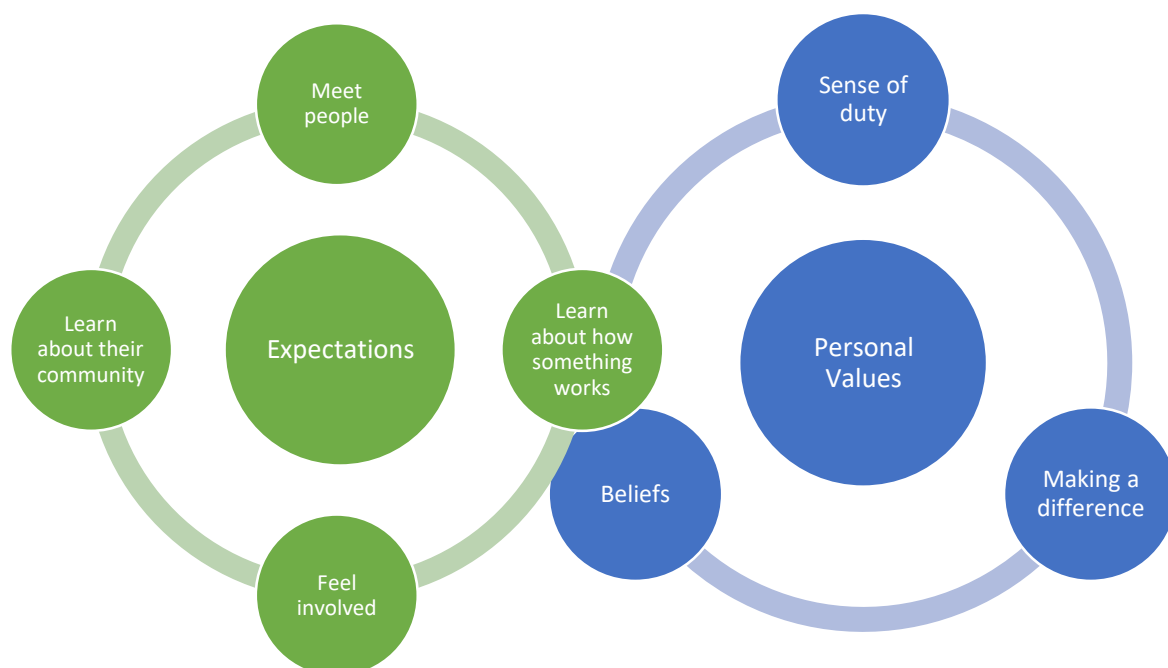 Meet
people
Learn
about their
community
Expectations
Learn
about how
something
works
Feel
involved
Sense of
duty
Personal
Values
Beliefs
Making a
difference